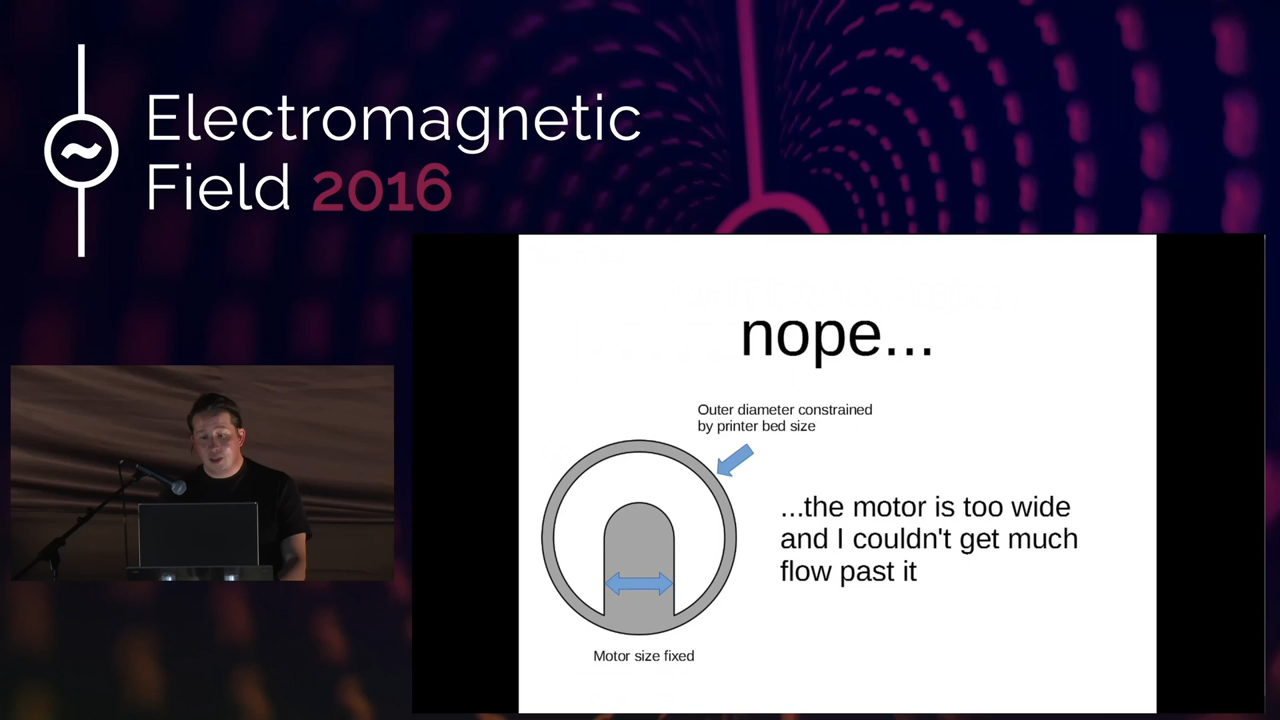 Electromagnetic
Field 2016
nope...
Outer diameter constrained
by printer bed size
...the motor is too wide
and I couldn't get much
flow past it
Motor size fixed